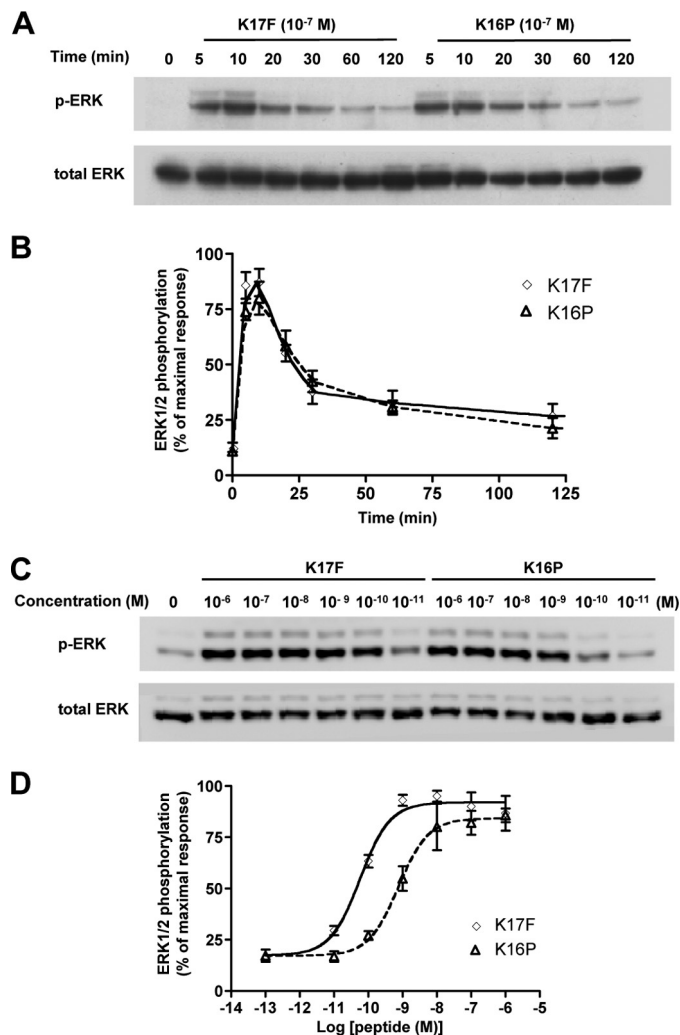 A
K17F (10⁻⁷ M) K16P (10⁻⁷ M)
Time (min) 0 5 10 20 30 60 120 5 10 20 30 60 120
p-ERK
total ERK
B
ERK1/2 phosphorylation
(% of maximal response)
100
75
50
25
0
K17F
K16P
0 25 50 75 100 125
Time (min)
C
K17F K16P
Concentration (M) 0 10⁻⁶ 10⁻⁷ 10⁻⁸ 10⁻⁹ 10⁻¹⁰ 10⁻¹¹ 10⁻⁶ 10⁻⁷ 10⁻⁸ 10⁻⁹ 10⁻¹⁰ 10⁻¹¹ (M)
p-ERK
total ERK
D
ERK1/2 phosphorylation
(% of maximal response)
100
75
50
25
0
K17F
K16P
-14 -13 -12 -11 -10 -9 -8 -7 -6 -5
Log [peptide (M)]